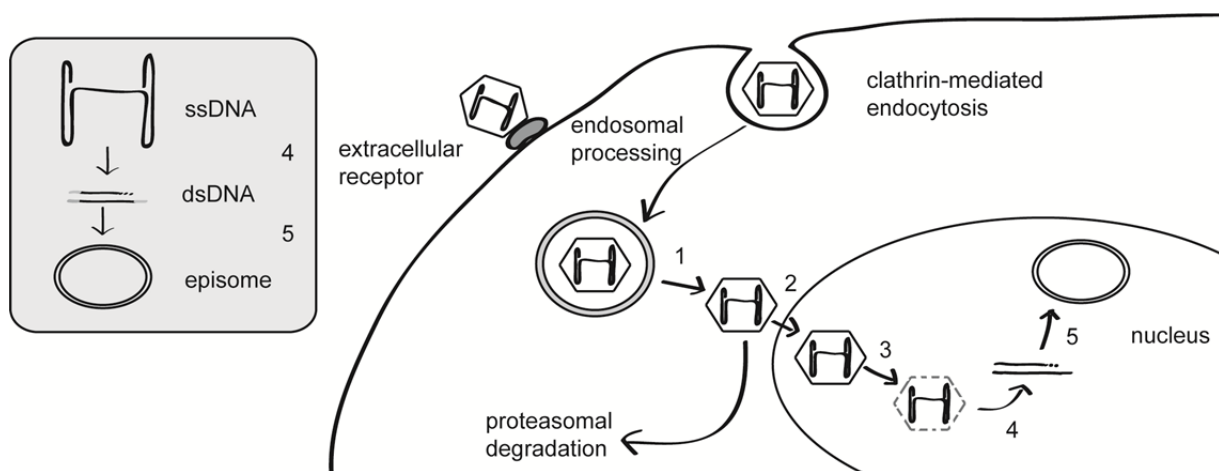 ssDNA
4
dsDNA
5
episome
extracellular
receptor
endosomal
processing
clathrin-mediated
endocytosis
1
2
3
4
5
nucleus
proteasomal
degradation